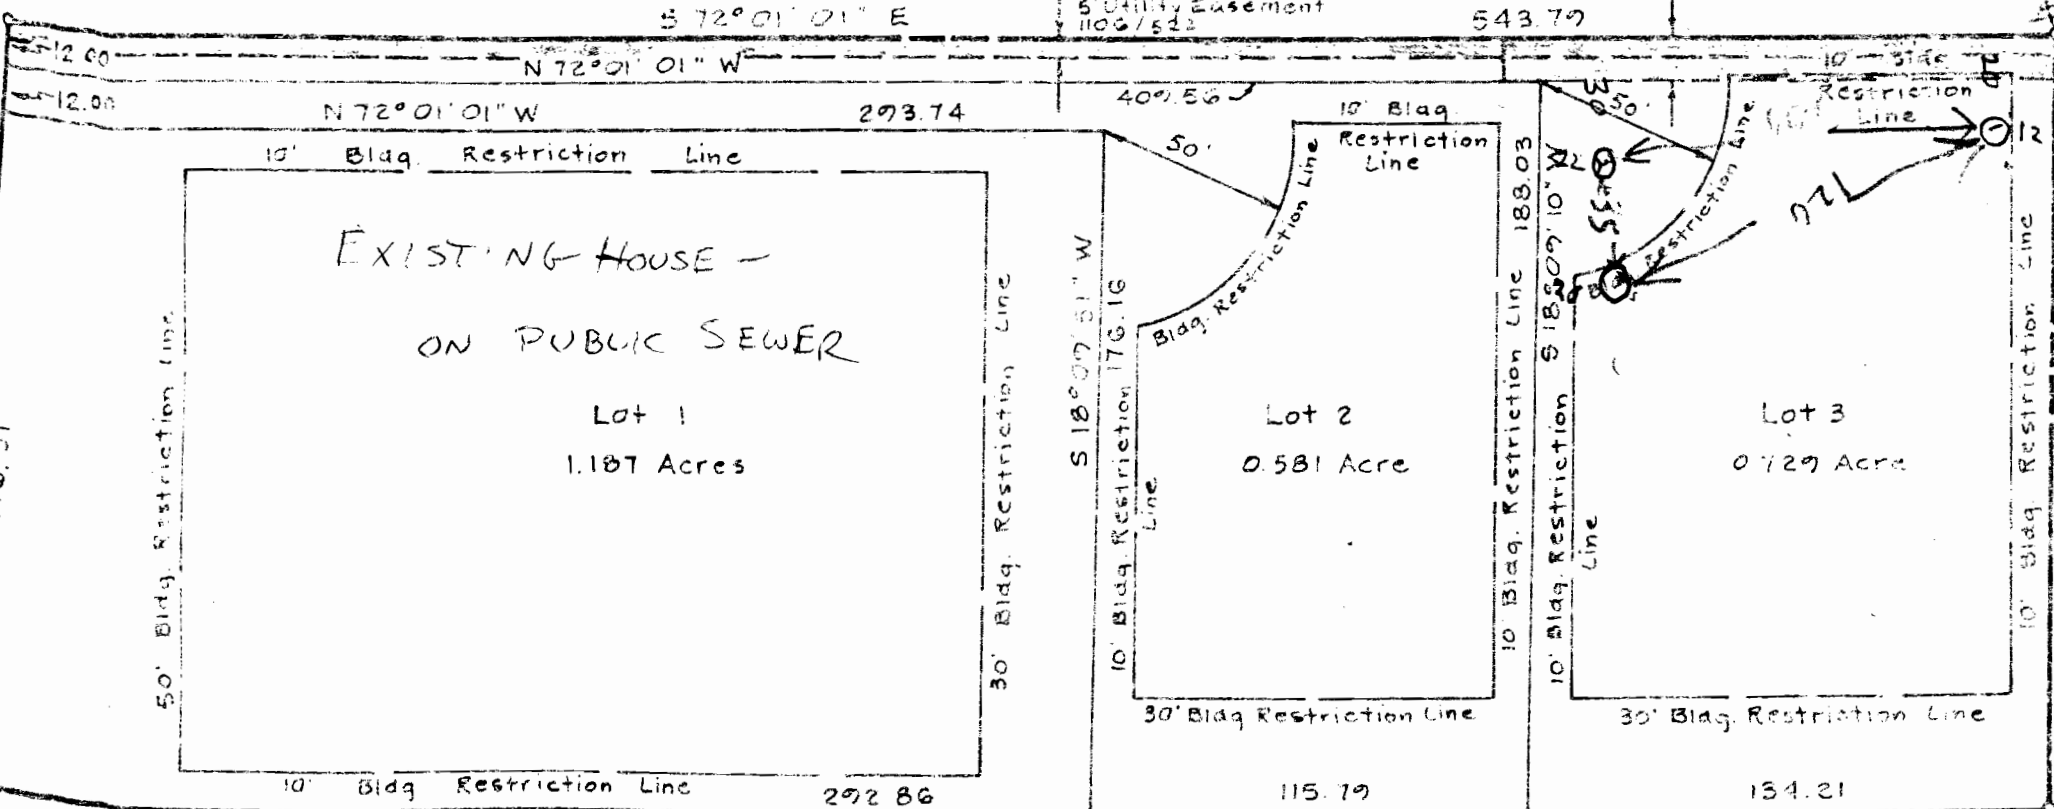 S 72° 01' 01" E
5' Utility Easement
1106/522
543.79
12.00
N 72° 01' 01" W
12.00
N 72° 01' 01" W
293.74
409.56
10' Bldg.
Restriction
Line
10' Bldg
Restriction
Line
10' Bldg. Restriction Line
50' Bldg. Restriction Line
EXISTING HOUSE -
ON PUBLIC SEWER
Lot 1
1.187 Acres
30' Bldg. Restriction Line
10' Bldg Restriction Line
292.86
S 18° 09' 51" W
176.16
50'
Bldg. Restriction Line
10' Bldg. Restriction
Line
Lot 2
0.581 Acre
10' Bldg. Restriction Line
188.03
30' Bldg Restriction Line
115.79
S 18° 09' 10" W
10' Bldg. Restriction
Line
50'
Bldg. Restriction Line
30
55
12
Lot 3
0.729 Acre
10' Bldg Restriction Line
30' Bldg. Restriction Line
134.21